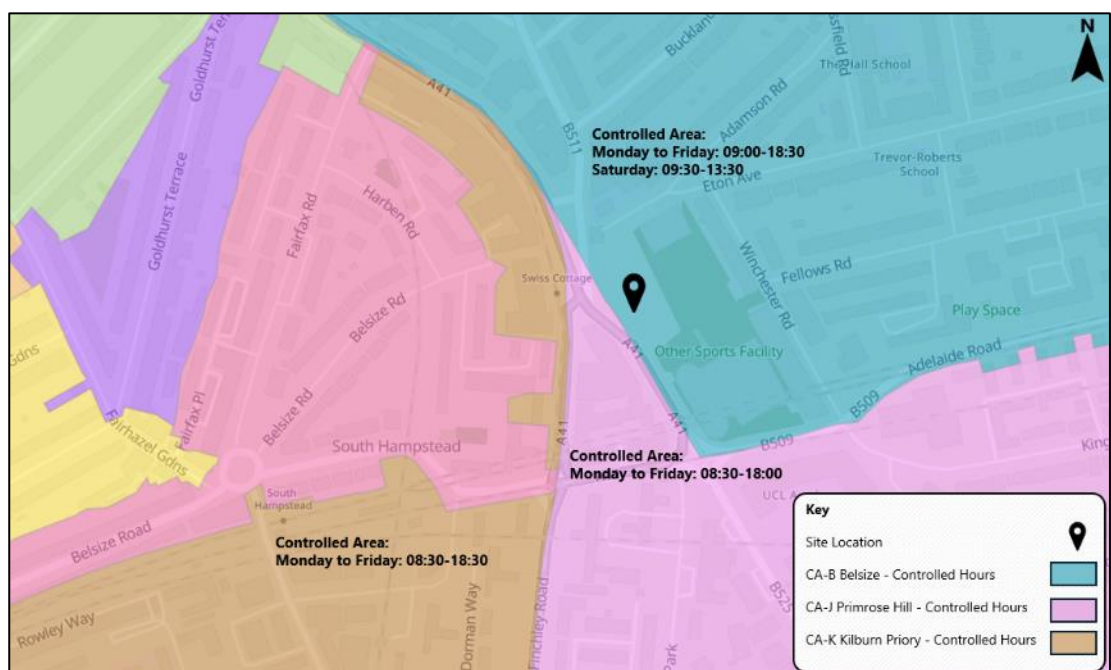 Goldhurst Terrace
A41
B511
Buckland
ssfield Rd
N
The Hall School
Adamson Rd
Controlled Area:
Monday to Friday: 09:00-18:30
Saturday: 09:30-13:30
Trevor-Roberts
School
Eton Ave
Goldhurst Terrace
Fairfax Rd
Harben Rd
Swiss Cottage
Winchester Rd
Fellows Rd
Belsize Rd
Play Space
A41
Other Sports Facility
Adelaide Road
Gdns
Fairfax Pl
Belsize Rd
Fairhazel Gdns
A41
A41
B509
B509
South Hampstead
King
Controlled Area:
Monday to Friday: 08:30-18:00
UCL A
South
Hampstead
Belsize Road
Controlled Area:
Monday to Friday: 08:30-18:30
Rowley Way
Dorman Way
Finchley Road
Park
B525
Key
Site Location
CA-B Belsize - Controlled Hours
CA-J Primrose Hill - Controlled Hours
CA-K Kilburn Priory - Controlled Hours